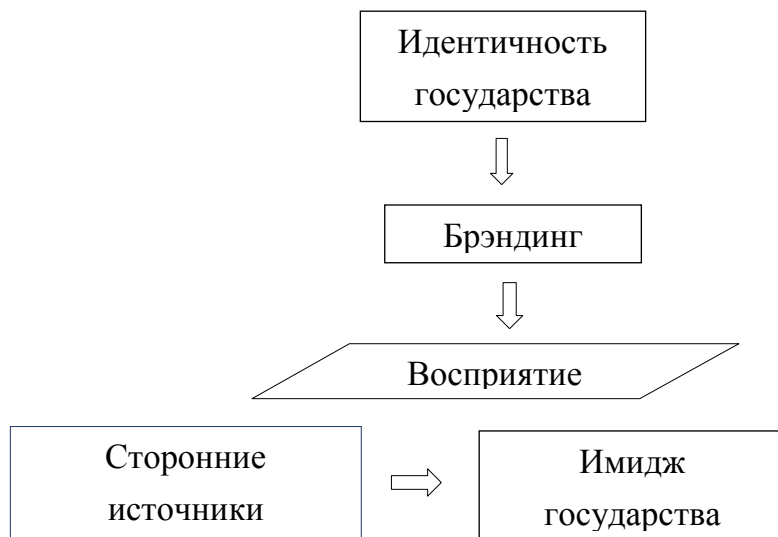 Идентичность
государства
Брэндинг
Восприятие
Сторонние
источники
Имидж
государства